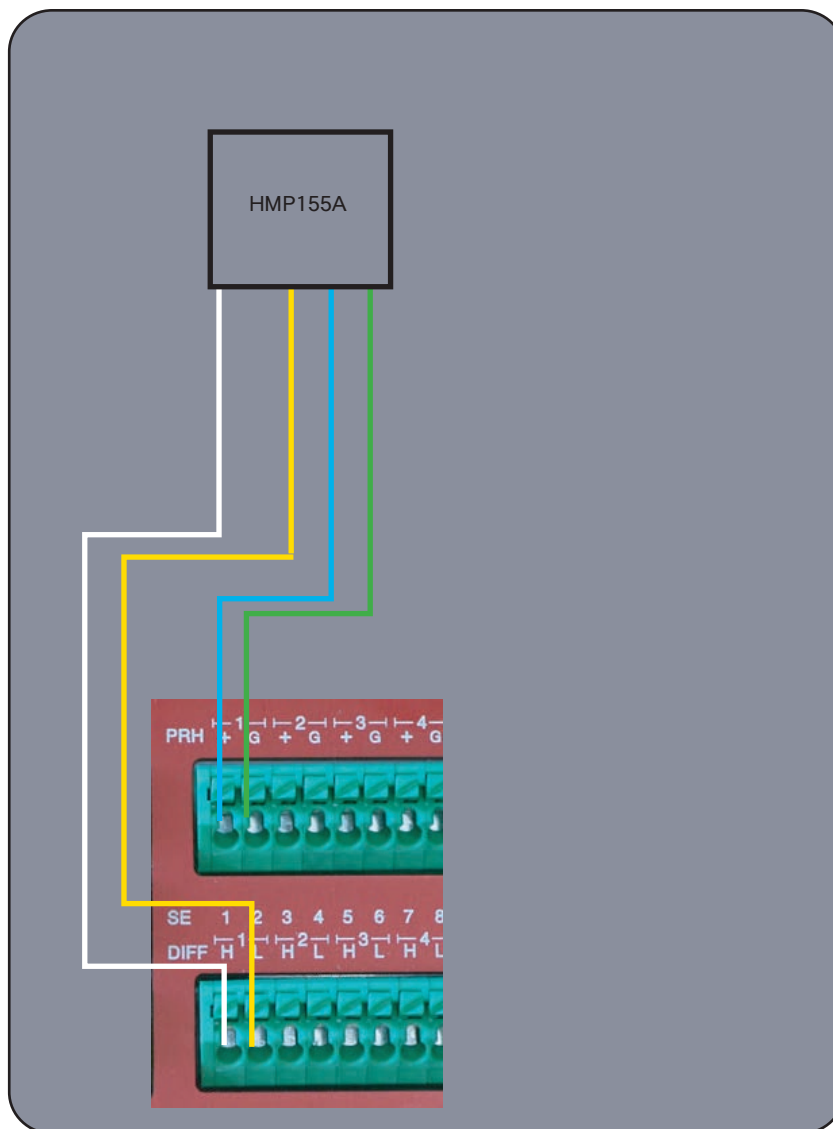 HMP155A
1 2 3 4
PRH + G + G + G + G
SE 1 2 3 4 5 6 7 8
1 2 3 4
DIFF H L H L H L H L